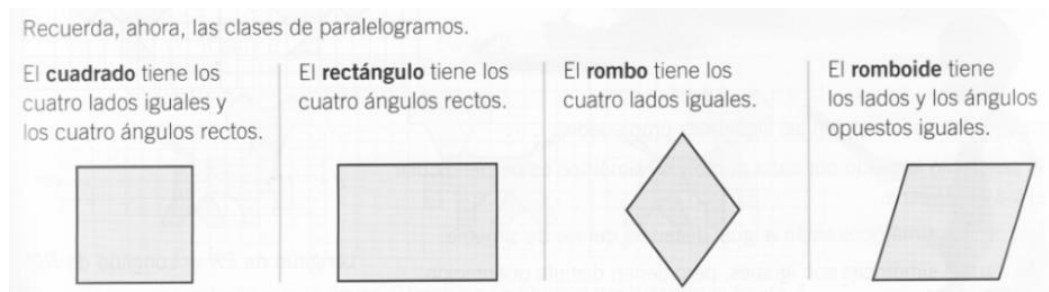 Recuerda, ahora, las clases de paralelogramos.
El cuadrado tiene los
cuatro lados iguales y
los cuatro ángulos rectos.
El rectángulo tiene los
cuatro ángulos rectos.
El rombo tiene los
cuatro lados iguales.
El romboide tiene
los lados y los ángulos
opuestos iguales.